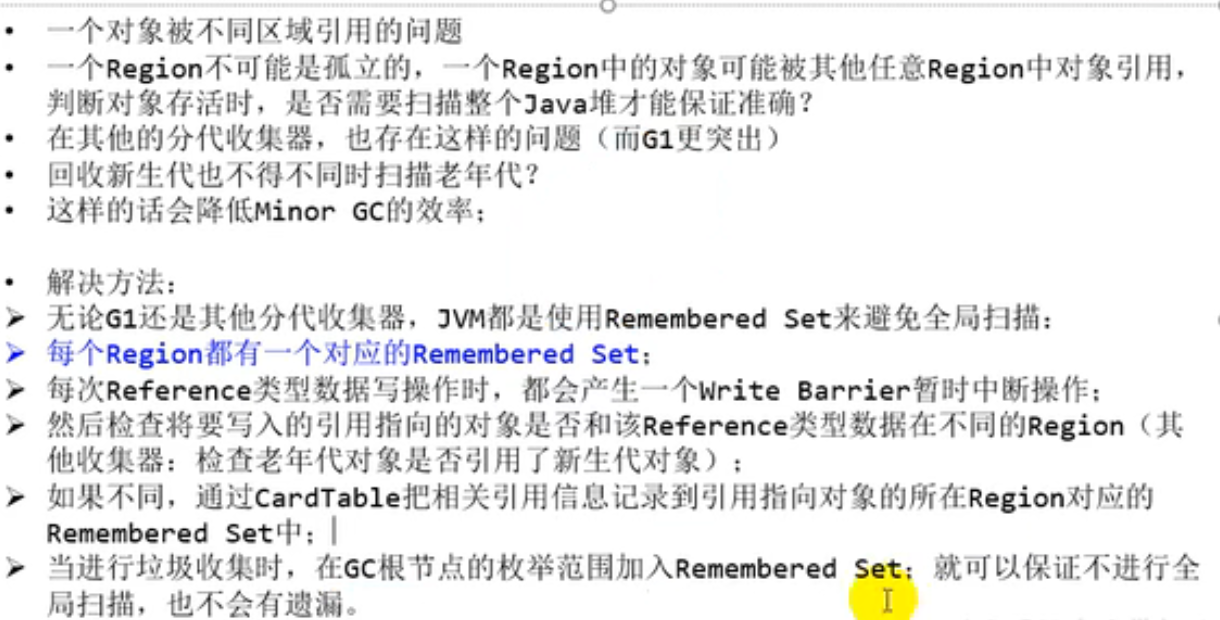 • 一个对象被不同区域引用的问题
• 一个Region不可能是孤立的，一个Region中的对象可能被其他任意Region中对象引用，
判断对象存活时，是否需要扫描整个Java堆才能保证准确？
• 在其他的分代收集器，也存在这样的问题（而G1更突出）
• 回收新生代也不得不同时扫描老年代？
• 这样的话会降低Minor GC的效率；
• 解决方法：
➢ 无论G1还是其他分代收集器，JVM都是使用Remembered Set来避免全局扫描：
➢ 每个Region都有一个对应的Remembered Set；
➢ 每次Reference类型数据写操作时，都会产生一个Write Barrier暂时中断操作；
➢ 然后检查将要写入的引用指向的对象是否和该Reference类型数据在不同的Region（其
他收集器：检查老年代对象是否引用了新生代对象）；
➢ 如果不同，通过CardTable把相关引用信息记录到引用指向对象的所在Region对应的
Remembered Set中；
➢ 当进行垃圾收集时，在GC根节点的枚举范围加入Remembered Set；就可以保证不进行全
局扫描，也不会有遗漏。